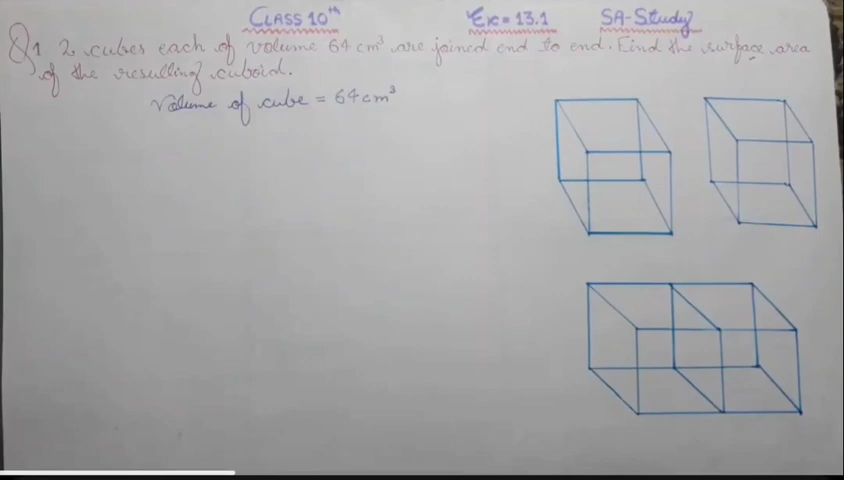 CLASS 10th Ex = 13.1 SA-Study
Q1 2 cubes each of volume 64 cm³ are joined end to end. Find the surface area
of the resulting cuboid.
Volume of cube = 64 cm³